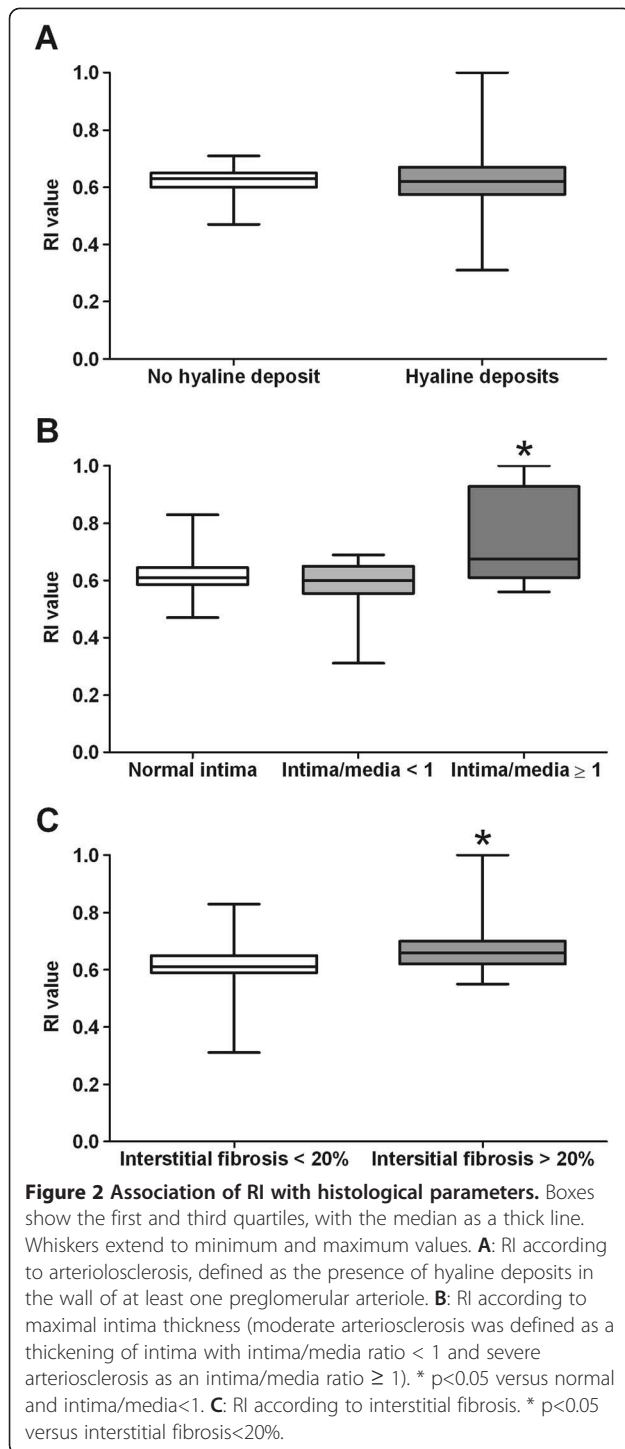 A
1.0
0.8
0.6
0.4
0.2
0.0
RI value
No hyaline deposit Hyaline deposits
B
*
1.0
0.8
0.6
0.4
0.2
0.0
RI value
Normal intima Intima/media < 1 Intima/media ≥ 1
C
*
1.0
0.8
0.6
0.4
0.2
0.0
RI value
Interstitial fibrosis < 20% Intersitial fibrosis > 20%
Figure 2 Association of RI with histological parameters. Boxes
show the first and third quartiles, with the median as a thick line.
Whiskers extend to minimum and maximum values. A: RI according
to arteriolosclerosis, defined as the presence of hyaline deposits in
the wall of at least one preglomerular arteriole. B: RI according to
maximal intima thickness (moderate arteriosclerosis was defined as a
thickening of intima with intima/media ratio < 1 and severe
arteriosclerosis as an intima/media ratio ≥ 1). * p<0.05 versus normal
and intima/media<1. C: RI according to interstitial fibrosis. * p<0.05
versus interstitial fibrosis<20%.